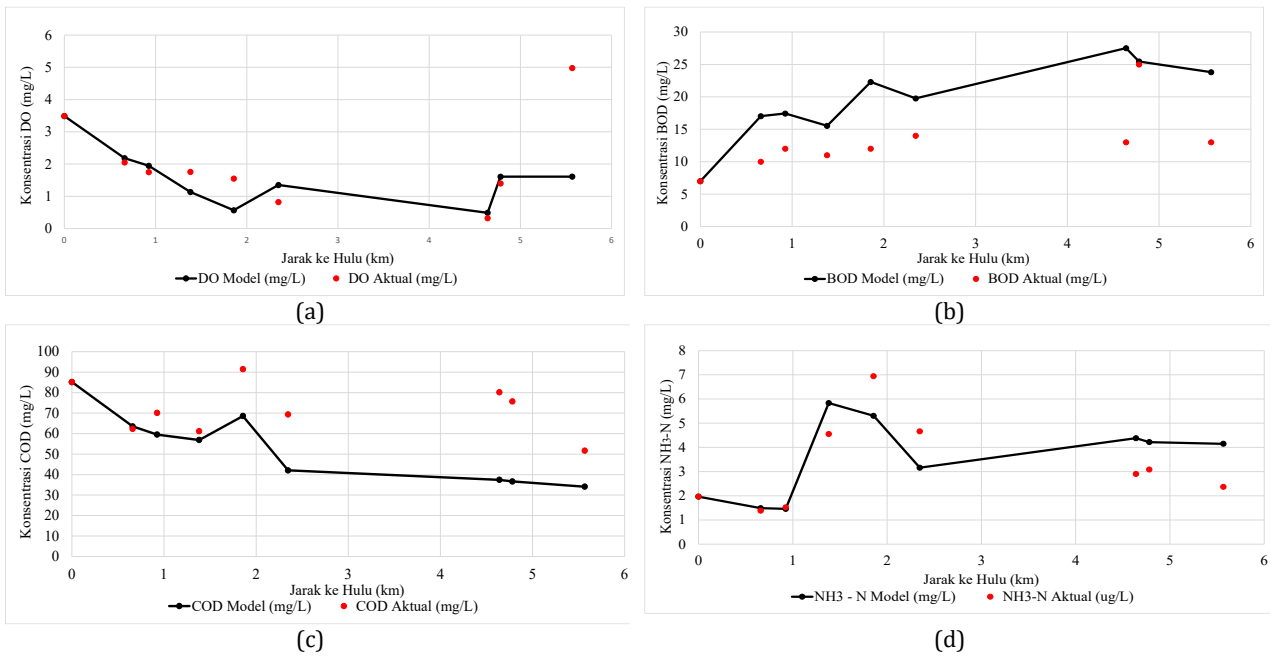 Konsentrasi DO (mg/L)
6
5
4
3
2
1
0
0 1 2 3 4 5 6
Jarak ke Hulu (km)
DO Model (mg/L) DO Aktual (mg/L)
(a)
Konsentrasi BOD (mg/L)
30
25
20
15
10
5
0
0 1 2 3 4 5 6
Jarak ke Hulu (km)
BOD Model (mg/L) BOD Aktual (mg/L)
(b)
Konsentrasi COD (mg/L)
100
90
80
70
60
50
40
30
20
10
0
0 1 2 3 4 5 6
Jarak ke Hulu (km)
COD Model (mg/L) COD Aktual (mg/L)
(c)
Konsentrasi NH3-N (mg/L)
8
7
6
5
4
3
2
1
0
0 1 2 3 4 5 6
Jarak ke Hulu (km)
NH3 - N Model (mg/L) NH3-N Aktual (ug/L)
(d)